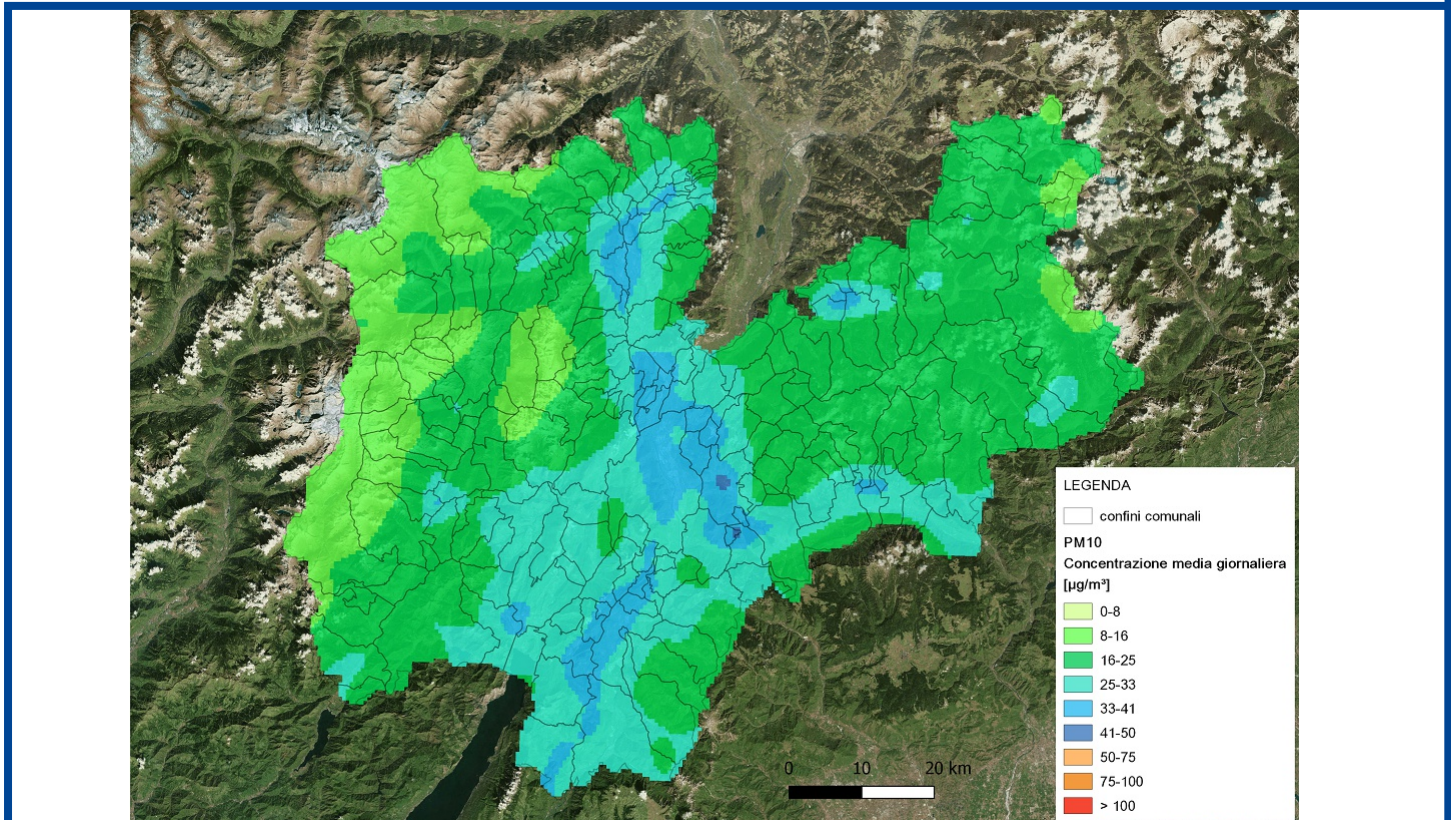 LEGENDA
confini comunali
PM10
Concentrazione media giornaliera
[µg/m³]
0-8
8-16
16-25
25-33
33-41
41-50
50-75
75-100
> 100
0 10 20 km